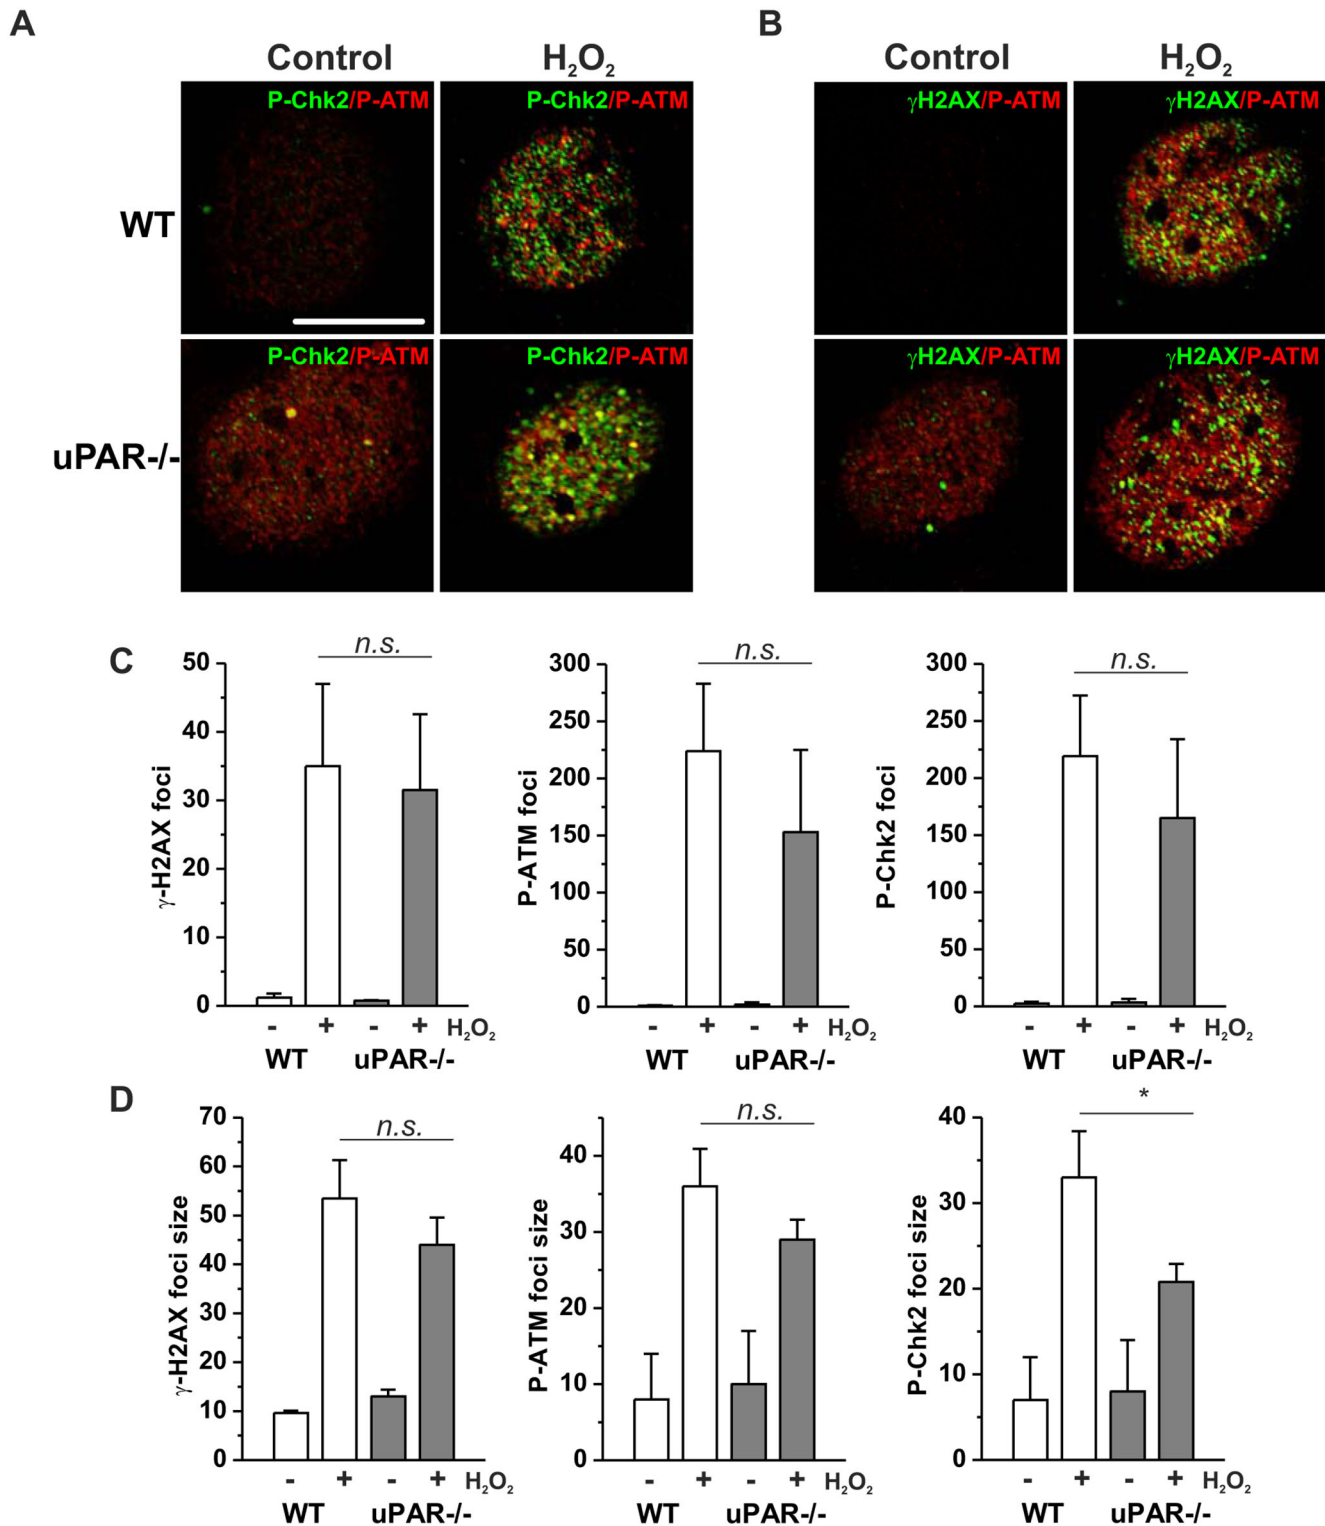 A
B
Control
H₂O₂
Control
H₂O₂
P-Chk2/P-ATM
P-Chk2/P-ATM
γH2AX/P-ATM
γH2AX/P-ATM
WT
P-Chk2/P-ATM
P-Chk2/P-ATM
γH2AX/P-ATM
γH2AX/P-ATM
uPAR-/-
C
γ-H2AX foci
50
40
30
20
10
0
n.s.
- + - + H₂O₂
WT uPAR-/-
P-ATM foci
300
250
200
150
100
50
0
n.s.
- + - + H₂O₂
WT uPAR-/-
P-Chk2 foci
300
250
200
150
100
50
0
n.s.
- + - + H₂O₂
WT uPAR-/-
D
γ-H2AX foci size
70
60
50
40
30
20
10
0
n.s.
- + - + H₂O₂
WT uPAR-/-
P-ATM foci size
40
30
20
10
0
n.s.
- + - + H₂O₂
WT uPAR-/-
P-Chk2 foci size
40
30
20
10
0
*
- + - + H₂O₂
WT uPAR-/-